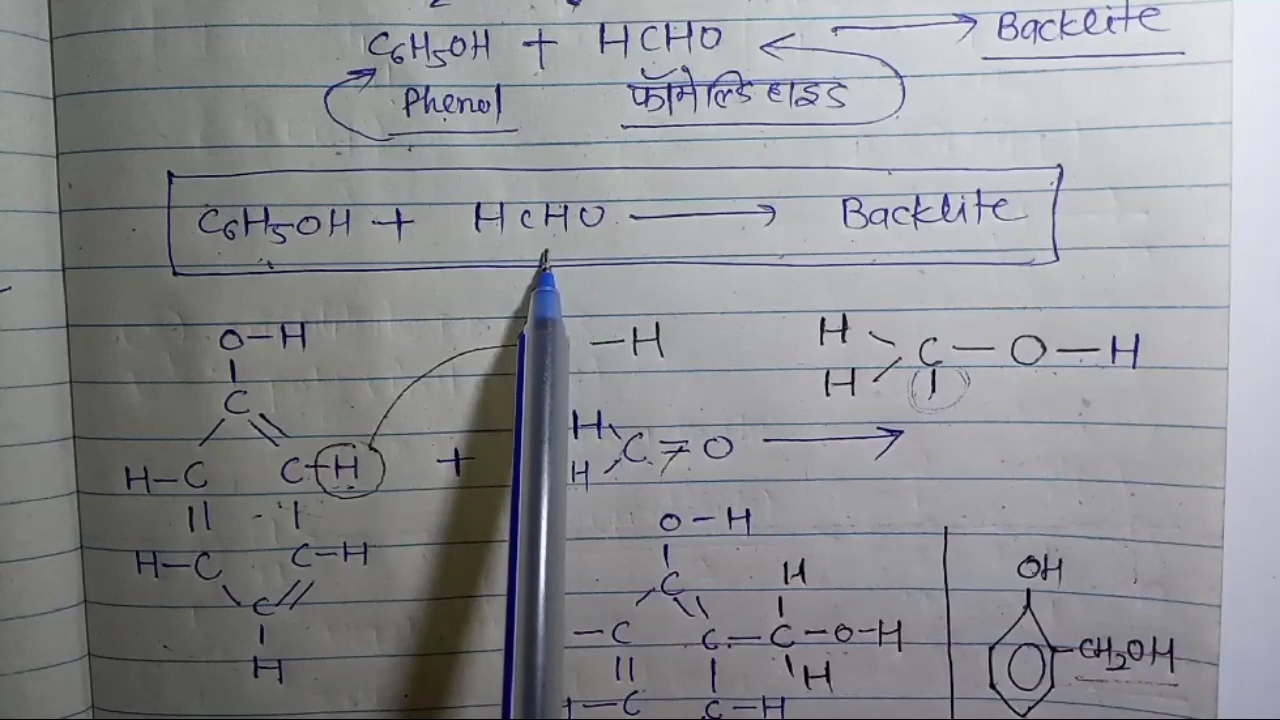 C6H5OH + HCHO → Backlite
Phenol फॉर्मेल्डिहाइड
C6H5OH + HCHO → Backlite
O-H
-H
H H C - O - H
C
H-C C-H + H H C=O →
H-C C-H
C
H
O-H
C H
-C C-C-O-H
H
-C C-H
OH
CH2OH